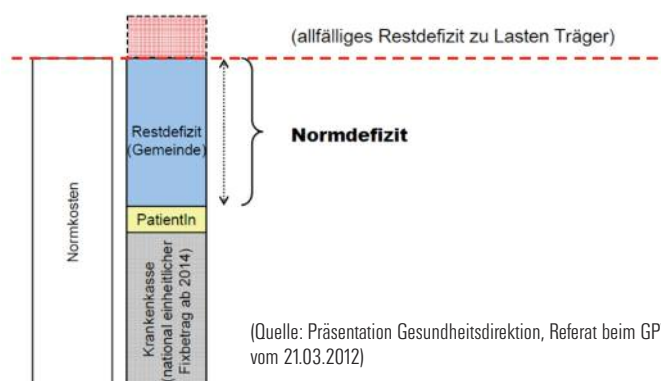 (allfälliges Restdefizit zu Lasten Träger)
Restdefizit
(Gemeinde)
Normdefizit
PatientIn
Normkosten
Krankenkasse
(national einheitlicher
Fixbetrag ab 2014)
(Quelle: Präsentation Gesundheitsdirektion, Referat beim GP
vom 21.03.2012)